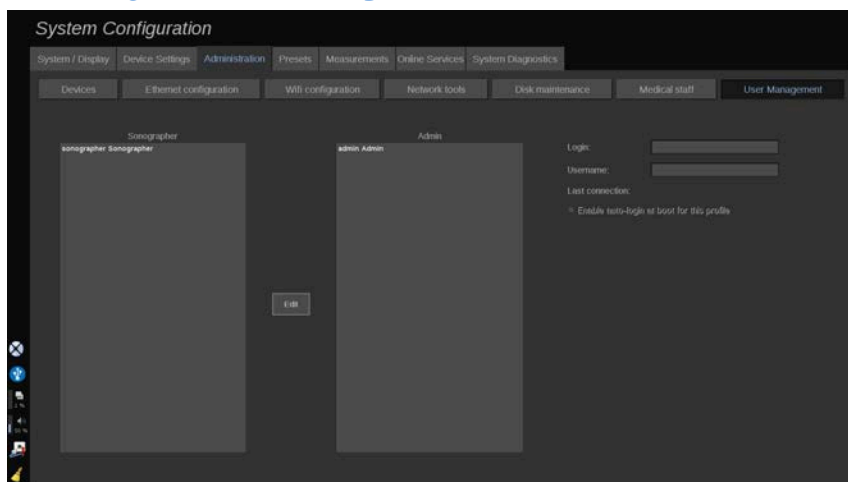 System Configuration
System / Display Device Settings Administration Presets Measurements Online Services System Diagnostics
Devices Ethernet configuration Wifi configuration Network tools Disk maintenance Medical staff User Management
Sonographer Admin
sonographer Sonographer admin Admin
Login:
Username:
Last connection:
Enable auto-login at boot for this profile
Edit